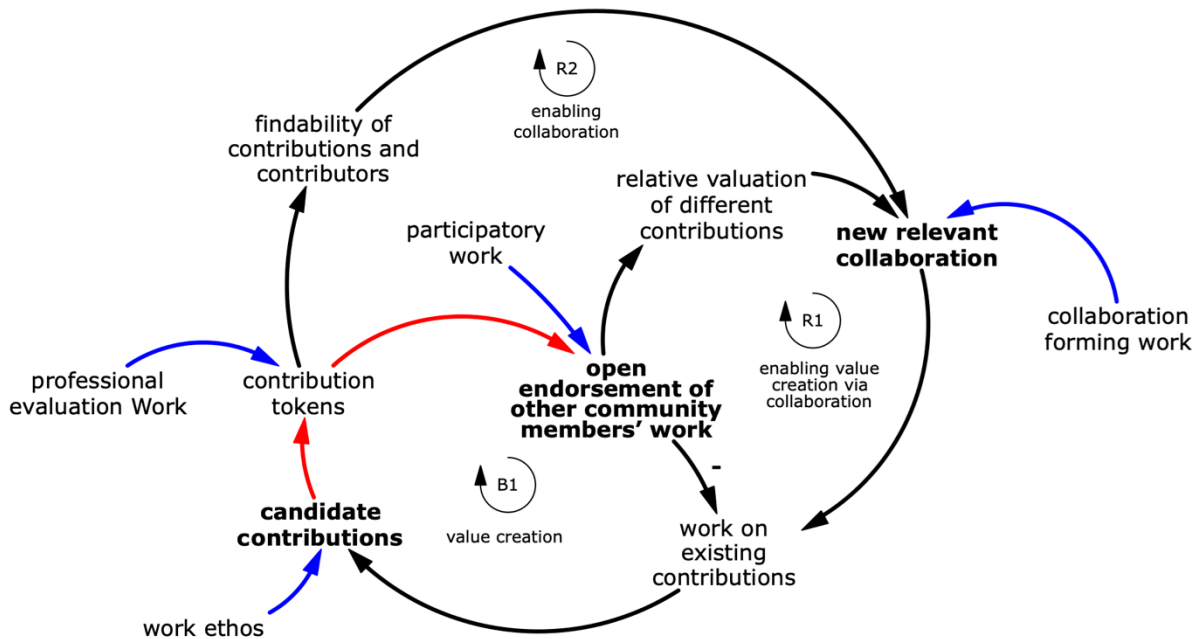 R2
enabling
collaboration
findability of
contributions and
contributors
relative valuation
of different
contributions
participatory
work
new relevant
collaboration
R1
enabling value
creation via
collaboration
collaboration
forming work
professional
evaluation Work
contribution
tokens
open
endorsement of
other community
members’ work
-
B1
value creation
candidate
contributions
work on
existing
contributions
work ethos